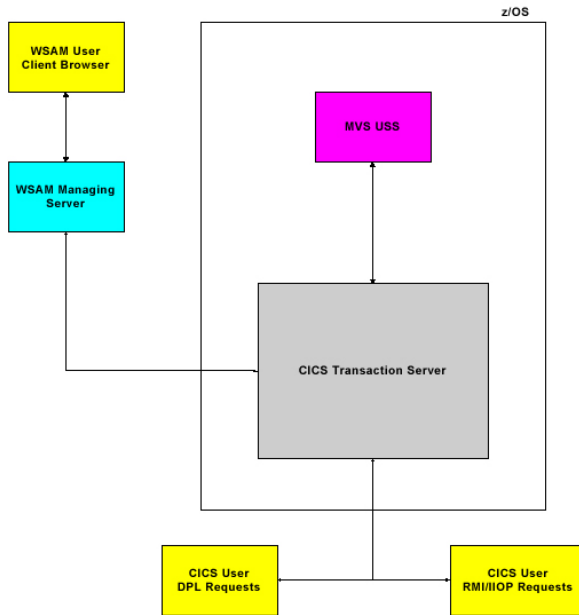 z/OS
WSAM User
Client Browser
MVS USS
WSAM Managing
Server
CICS Transaction Server
CICS User
DPL Requests
CICS User
RMI/IIOP Requests